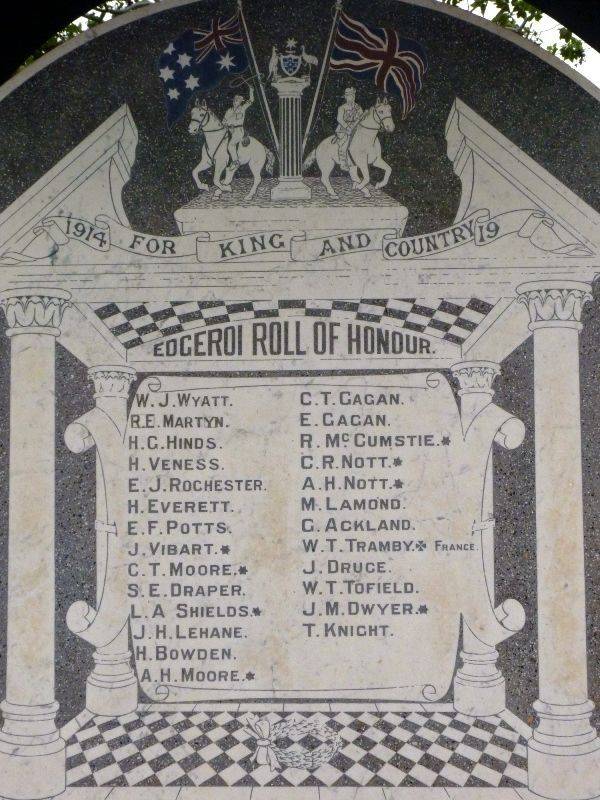 1914 FOR KING AND COUNTRY 19
EDGEROI ROLL OF HONOUR.
W. J. WYATT.
R.E. MARTYN.
H. G. HINDS.
H. VENESS.
E. J. ROCHESTER.
H. EVERETT.
E. F. POTTS.
J. VIBART.*
C. T. MOORE.*
S. E. DRAPER.
L. A SHIELDS.*
J. H. LEHANE.
H. BOWDEN.
A. H. MOORE.*
C. T. GAGAN.
E. GAGAN.
R. McCUMSTIE.*
C. R. NOTT.*
A. H. NOTT.*
M. LAMOND.
G. ACKLAND.
W. T. TRAMBY.✠ FRANCE.
J. DRUCE.
W. T. TOFIELD.
J. M. DWYER.*
T. KNIGHT.